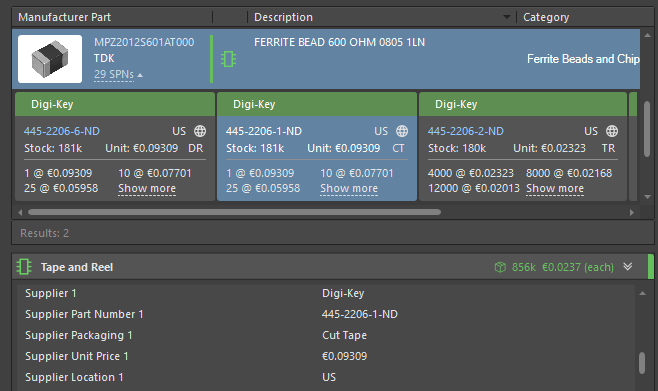 Manufacturer Part Description Category
MPZ2012S601AT000 FERRITE BEAD 600 OHM 0805 1LN
TDK Ferrite Beads and Chip
29 SPNs
Digi-Key Digi-Key Digi-Key
445-2206-6-ND US 445-2206-1-ND US 445-2206-2-ND US
Stock: 181k Unit: €0.09309 DR Stock: 181k Unit: €0.09309 CT Stock: 180k Unit: €0.02323 TR
1 @ €0.09309 10 @ €0.07701 1 @ €0.09309 10 @ €0.07701 4000 @ €0.02323 8000 @ €0.02168
25 @ €0.05958 Show more 25 @ €0.05958 Show more 12000 @ €0.02013 Show more
Results: 2
Tape and Reel 856k €0.0237 (each)
Supplier 1 Digi-Key
Supplier Part Number 1 445-2206-1-ND
Supplier Packaging 1 Cut Tape
Supplier Unit Price 1 €0.09309
Supplier Location 1 US